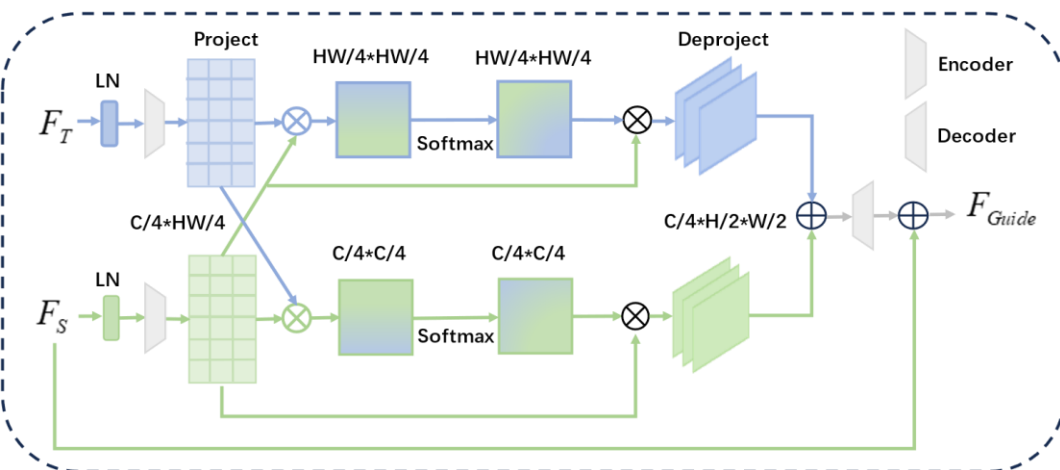 Project
Deproject
LN
HW/4*HW/4
HW/4*HW/4
Encoder
F_T
Softmax
Decoder
C/4*HW/4
C/4*H/2*W/2
F_Guide
LN
C/4*C/4
C/4*C/4
F_S
Softmax